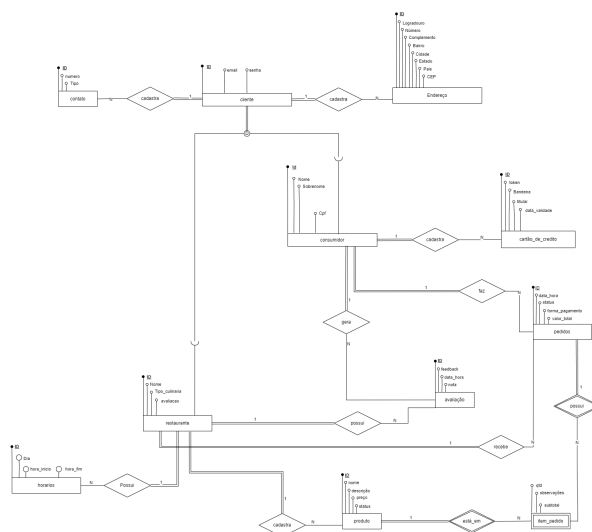 ID
Logradouro
Número
Complemento
Bairro
Cidade
Estado
País
CEP
Endereço
ID
email
senha
cliente
ID
numero
Tipo
contato
N
cadastra
1
1
cadastra
N
Id
Nome
Sobrenome
Cpf
consumidor
1
cadastra
N
ID
token
Bandeira
titular
data_validade
cartão_de_credito
1
1
faz
N
gera
N
ID
data_hora
status
forma_pagamento
valor_total
pedidos
N
1
possui
N
ID
feedback
data_hora
nota
avaliação
ID
Nome
Tipo_culinaria
avaliacao
restaurante
1
possui
N
1
recebe
ID
Dia
hora_inicio
hora_fim
horarios
N
Possui
1
1
cadastra
N
ID
nome
descrição
preço
status
produto
1
está_em
N
qtd
observações
subtotal
item_pedido